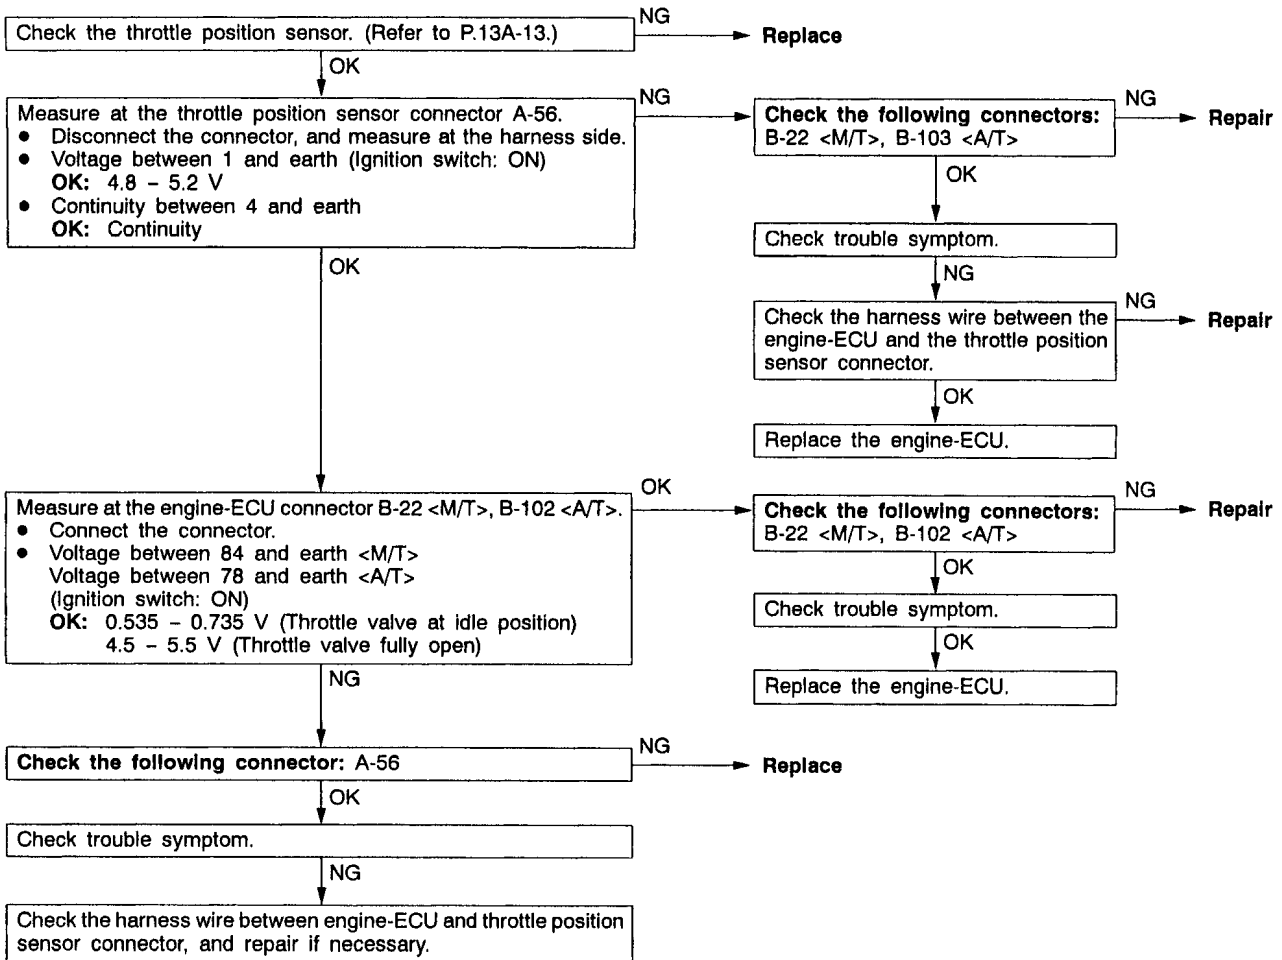 Check the throttle position sensor. (Refer to P.13A-13.)
NG
Replace
OK
Measure at the throttle position sensor connector A-56.
● Disconnect the connector, and measure at the harness side.
● Voltage between 1 and earth (Ignition switch: ON)
OK: 4.8 – 5.2 V
● Continuity between 4 and earth
OK: Continuity
NG
Check the following connectors:
B-22 <M/T>, B-103 <A/T>
NG
Repair
OK
Check trouble symptom.
NG
Check the harness wire between the
engine-ECU and the throttle position
sensor connector.
NG
Repair
OK
Replace the engine-ECU.
OK
Measure at the engine-ECU connector B-22 <M/T>, B-102 <A/T>.
● Connect the connector.
● Voltage between 84 and earth <M/T>
Voltage between 78 and earth <A/T>
(Ignition switch: ON)
OK: 0.535 – 0.735 V (Throttle valve at idle position)
4.5 – 5.5 V (Throttle valve fully open)
OK
Check the following connectors:
B-22 <M/T>, B-102 <A/T>
NG
Repair
OK
Check trouble symptom.
OK
Replace the engine-ECU.
NG
Check the following connector: A-56
NG
Replace
OK
Check trouble symptom.
NG
Check the harness wire between engine-ECU and throttle position
sensor connector, and repair if necessary.